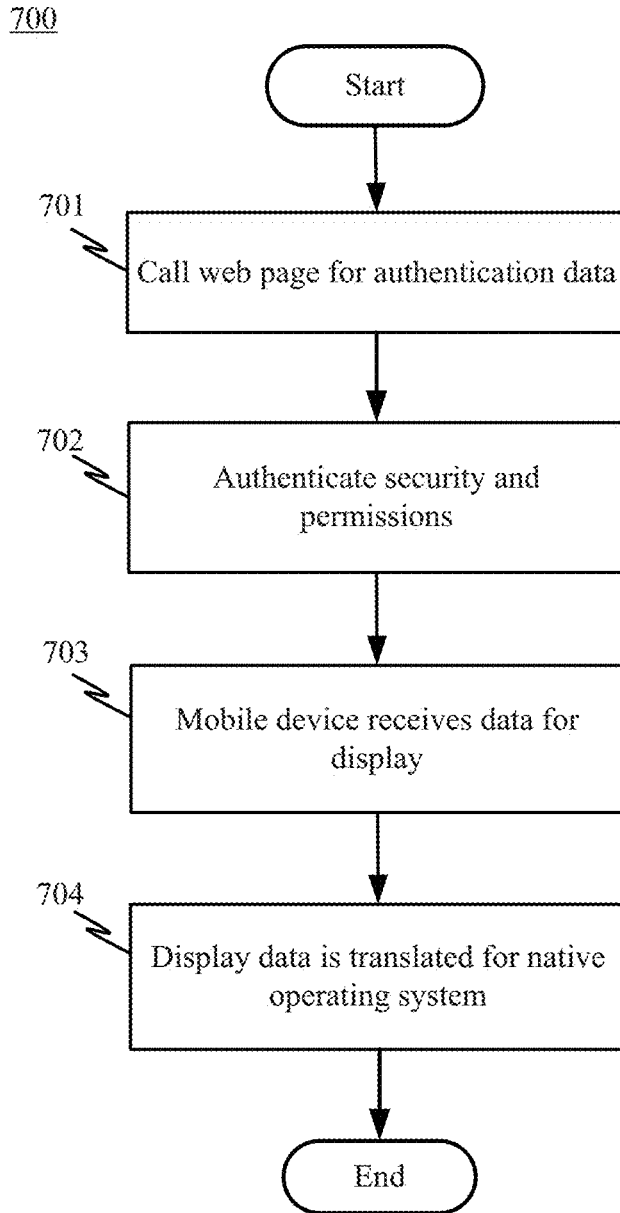 700
Start
701
Call web page for authentication data
702
Authenticate security and
permissions
703
Mobile device receives data for
display
704
Display data is translated for native
operating system
End